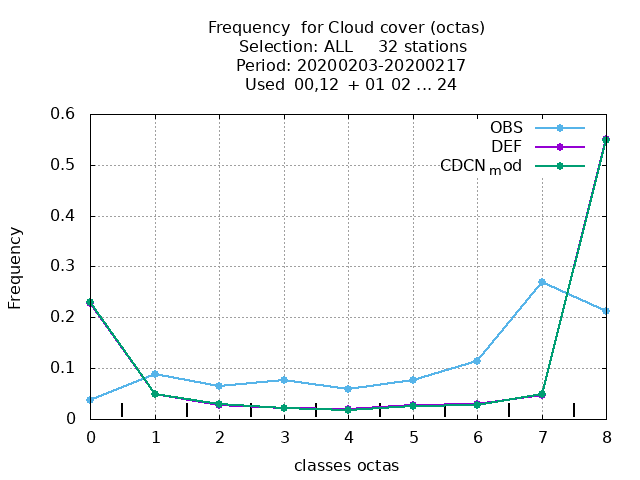 Frequency  for Cloud cover (octas)
Selection: ALL     32 stations
Period: 20200203-20200217
Used  00,12  + 01 02 ... 24
OBS
DEF
CDCN_mod
Frequency
0.6
0.5
0.4
0.3
0.2
0.1
0
0 1 2 3 4 5 6 7 8
classes octas